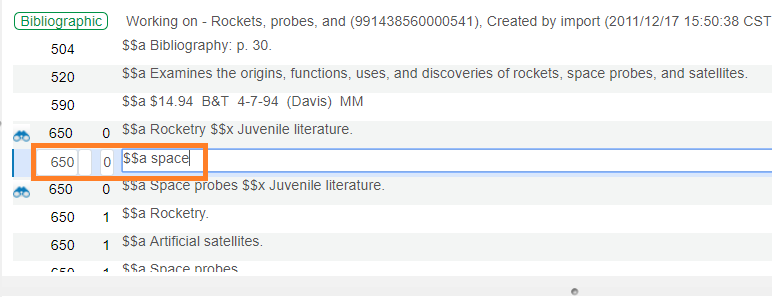 Bibliographic Working on - Rockets, probes, and (991438560000541), Created by import (2011/12/17 15:50:38 CST
504 $$a Bibliography: p. 30.
520 $$a Examines the origins, functions, uses, and discoveries of rockets, space probes, and satellites.
590 $$a $14.94 B&T 4-7-94 (Davis) MM
650 0 $$a Rocketry $$x Juvenile literature.
650 0 $$a space
650 0 $$a Space probes $$x Juvenile literature.
650 1 $$a Rocketry.
650 1 $$a Artificial satellites.
650 1 $$a Space probes